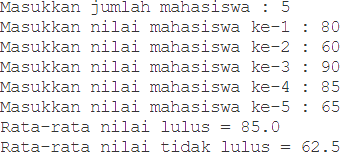 Masukkan jumlah mahasiswa : 5
Masukkan nilai mahasiswa ke-1 : 80
Masukkan nilai mahasiswa ke-2 : 60
Masukkan nilai mahasiswa ke-3 : 90
Masukkan nilai mahasiswa ke-4 : 85
Masukkan nilai mahasiswa ke-5 : 65
Rata-rata nilai lulus = 85.0
Rata-rata nilai tidak lulus = 62.5